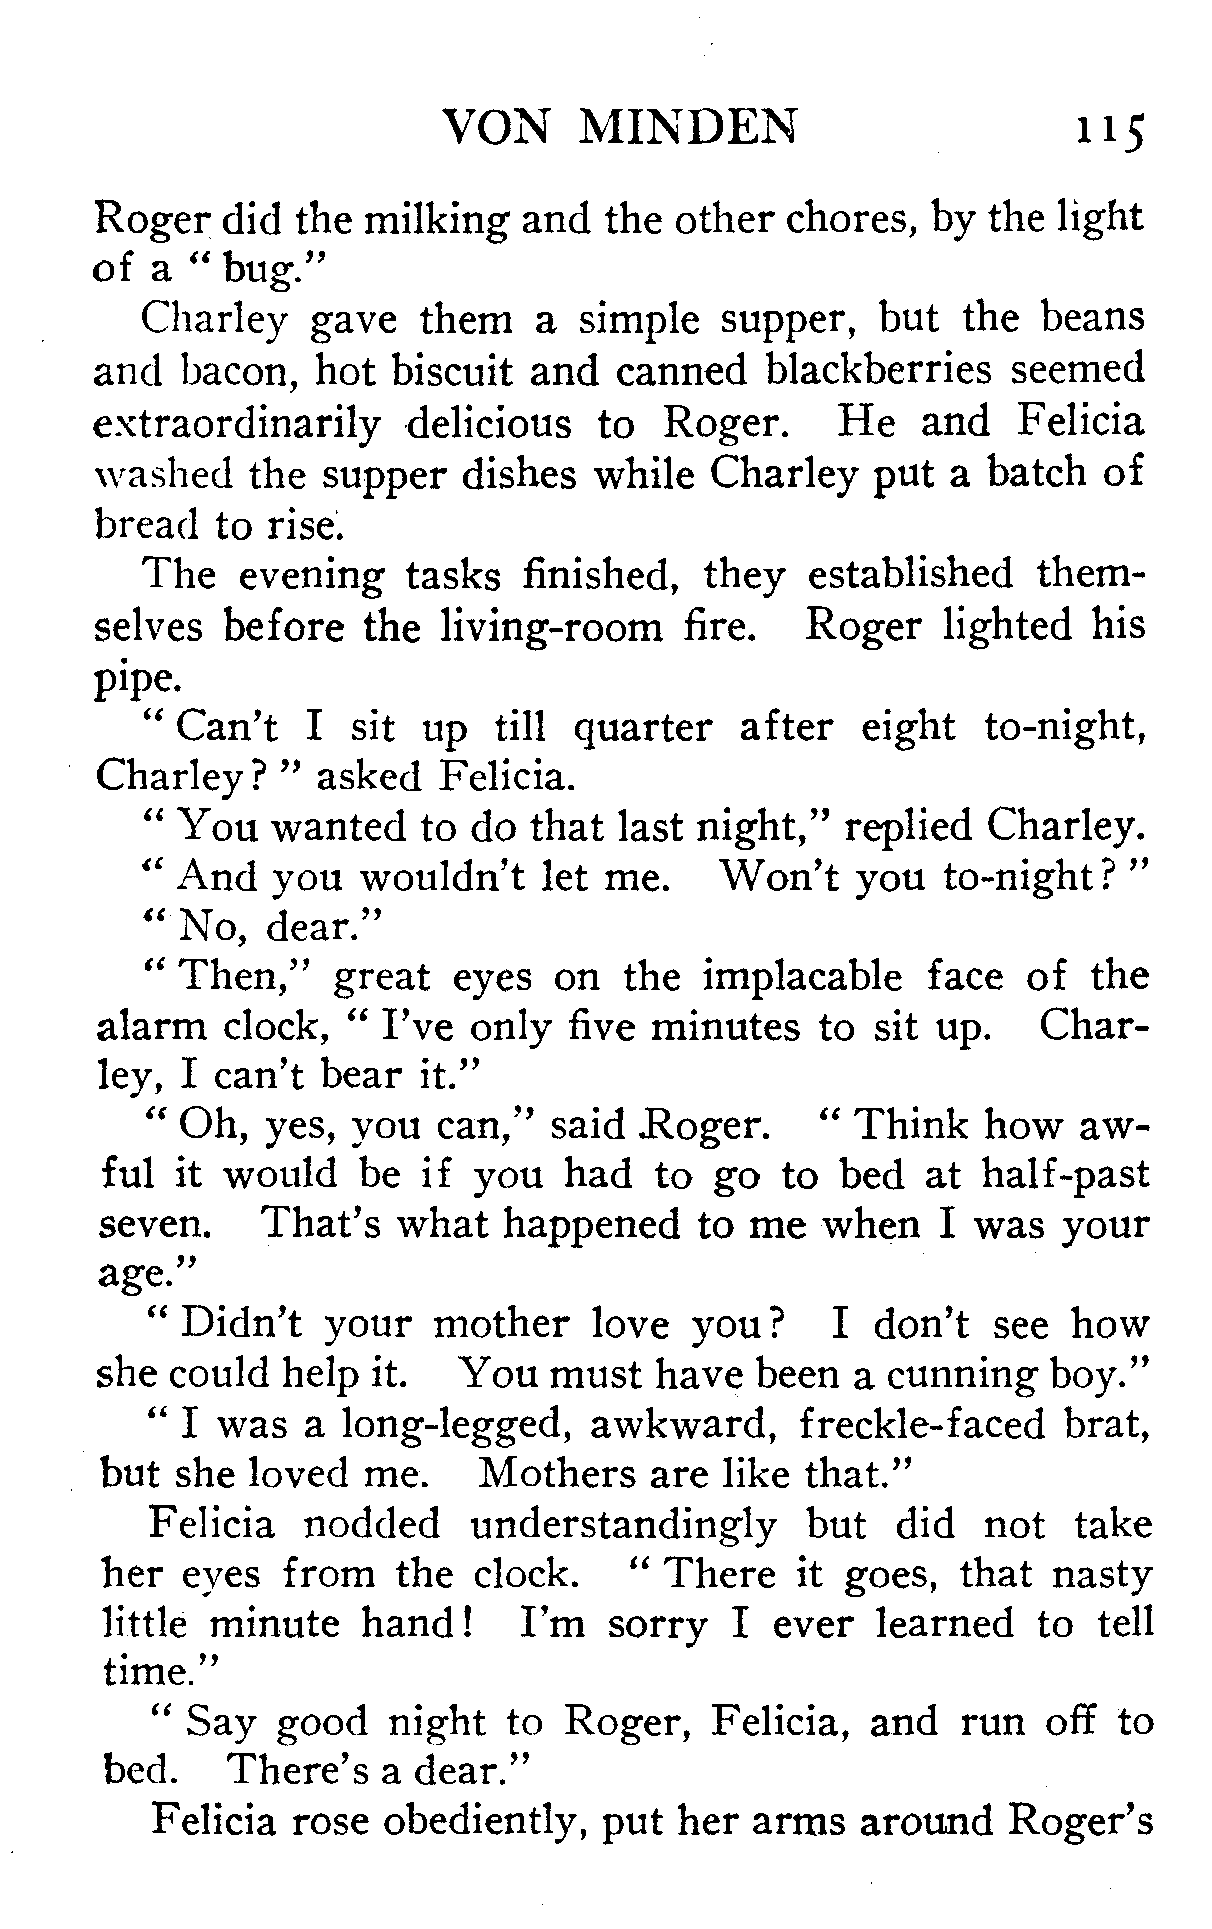 VON MINDEN 115
Roger did the milking and the other chores, by the light
of a " bug."
Charley gave them a simple supper, but the beans
and bacon, hot biscuit and canned blackberries seemed
extraordinarily delicious to Roger. He and Felicia
washed the supper dishes while Charley put a batch of
bread to rise.
The evening tasks finished, they established them-
selves before the living-room fire. Roger lighted his
pipe.
" Can't I sit up till quarter after eight to-night,
Charley? " asked Felicia.
" You wanted to do that last night," replied Charley.
" And you wouldn't let me. Won't you to-night? "
" No, dear."
" Then," great eyes on the implacable face of the
alarm clock, " I've only five minutes to sit up. Char-
ley, I can't bear it."
" Oh, yes, you can," said Roger. " Think how aw-
ful it would be if you had to go to bed at half-past
seven. That's what happened to me when I was your
age."
" Didn't your mother love you? I don't see how
she could help it. You must have been a cunning boy."
" I was a long-legged, awkward, freckle-faced brat,
but she loved me. Mothers are like that."
Felicia nodded understandingly but did not take
her eyes from the clock. " There it goes, that nasty
little minute hand! I'm sorry I ever learned to tell
time."
" Say good night to Roger, Felicia, and run off to
bed. There's a dear."
Felicia rose obediently, put her arms around Roger's